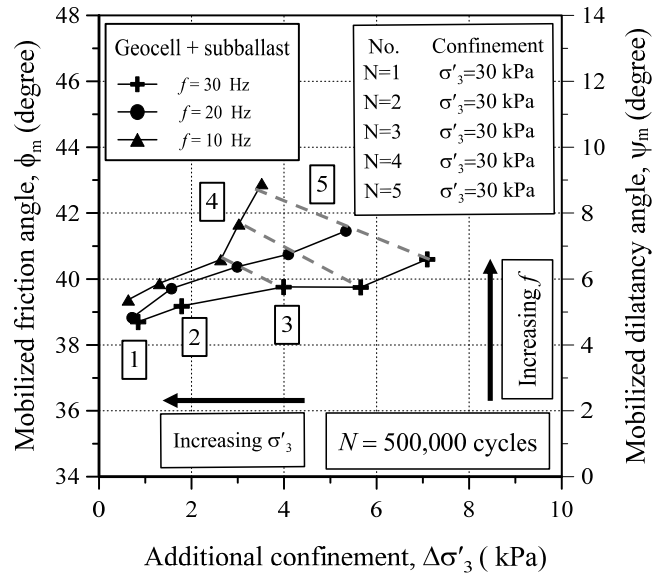 48
46
44
42
40
38
36
34
Mobilized friction angle, ϕm (degree)
Geocell + subballast
f = 30 Hz
f = 20 Hz
f = 10 Hz
No. Confinement
N=1 σ′3=30 kPa
N=2 σ′3=30 kPa
N=3 σ′3=30 kPa
N=4 σ′3=30 kPa
N=5 σ′3=30 kPa
1
2
3
4
5
Increasing f
Increasing σ′3
N = 500,000 cycles
14
12
10
8
6
4
2
0
Mobilized dilatancy angle, ψm (degree)
0 2 4 6 8 10
Additional confinement, Δσ′3 ( kPa)